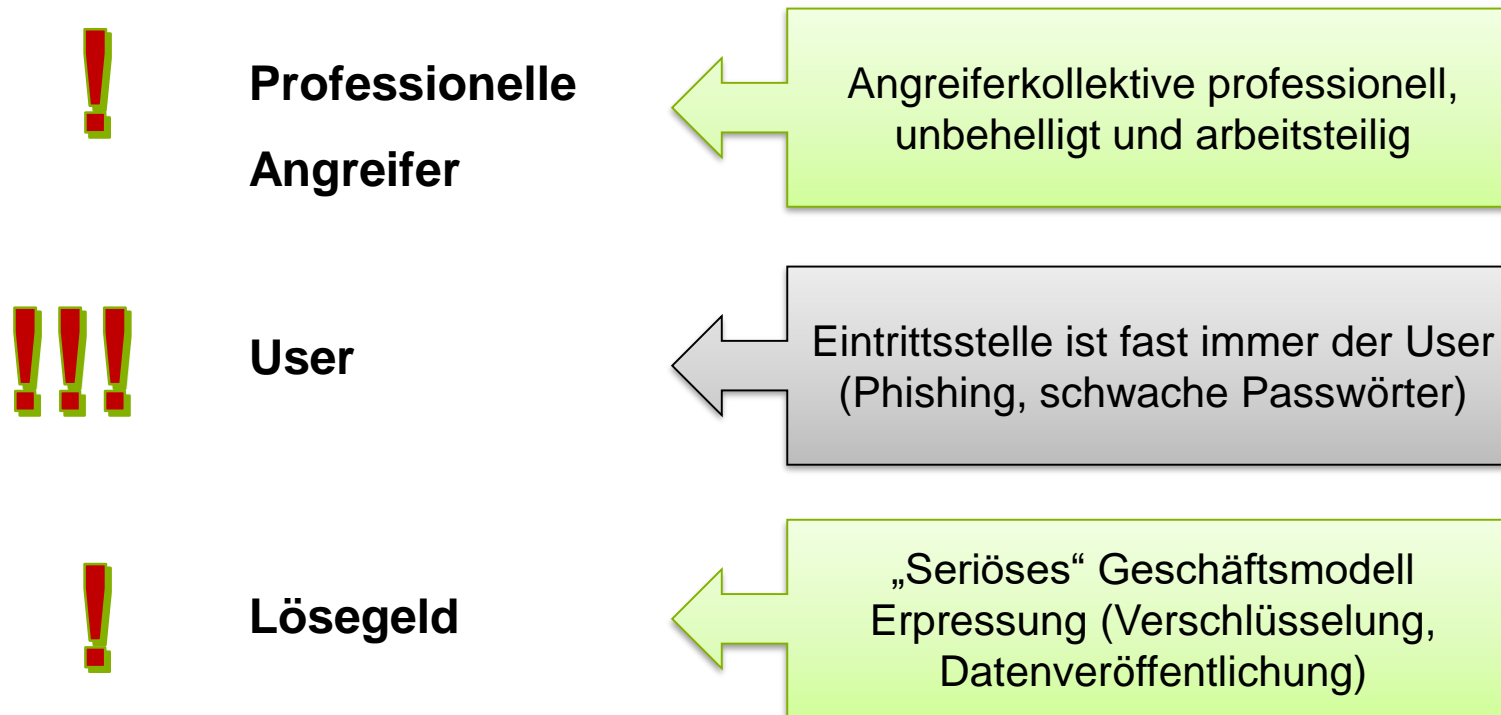 !
Professionelle
Angreifer
Angreiferkollektive professionell,
unbehelligt und arbeitsteilig
!!!
User
Eintrittsstelle ist fast immer der User
(Phishing, schwache Passwörter)
!
Lösegeld
„Seriöses“ Geschäftsmodell
Erpressung (Verschlüsselung,
Datenveröffentlichung)